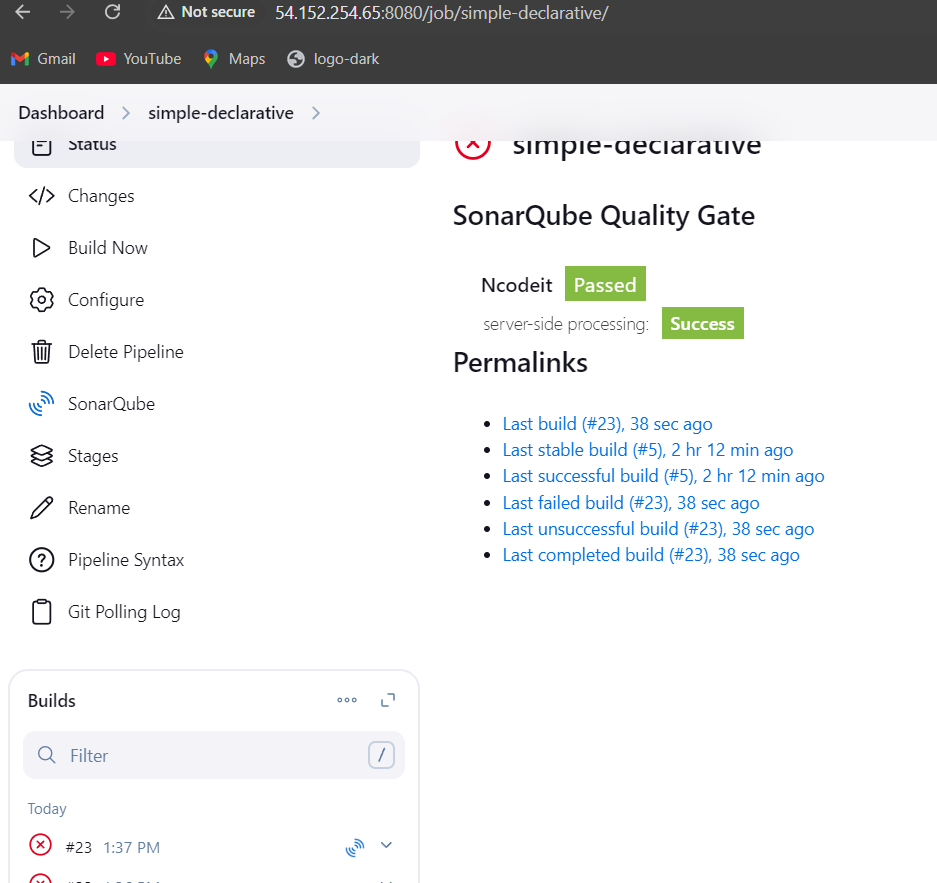 Not secure 54.152.254.65:8080/job/simple-declarative/
Gmail YouTube Maps logo-dark
Dashboard simple-declarative
Status
Changes
Build Now
Configure
Delete Pipeline
SonarQube
Stages
Rename
Pipeline Syntax
Git Polling Log
Builds
Filter /
Today
#23 1:37 PM
simple-declarative
SonarQube Quality Gate
Ncodeit Passed
server-side processing: Success
Permalinks
Last build (#23), 38 sec ago
Last stable build (#5), 2 hr 12 min ago
Last successful build (#5), 2 hr 12 min ago
Last failed build (#23), 38 sec ago
Last unsuccessful build (#23), 38 sec ago
Last completed build (#23), 38 sec ago